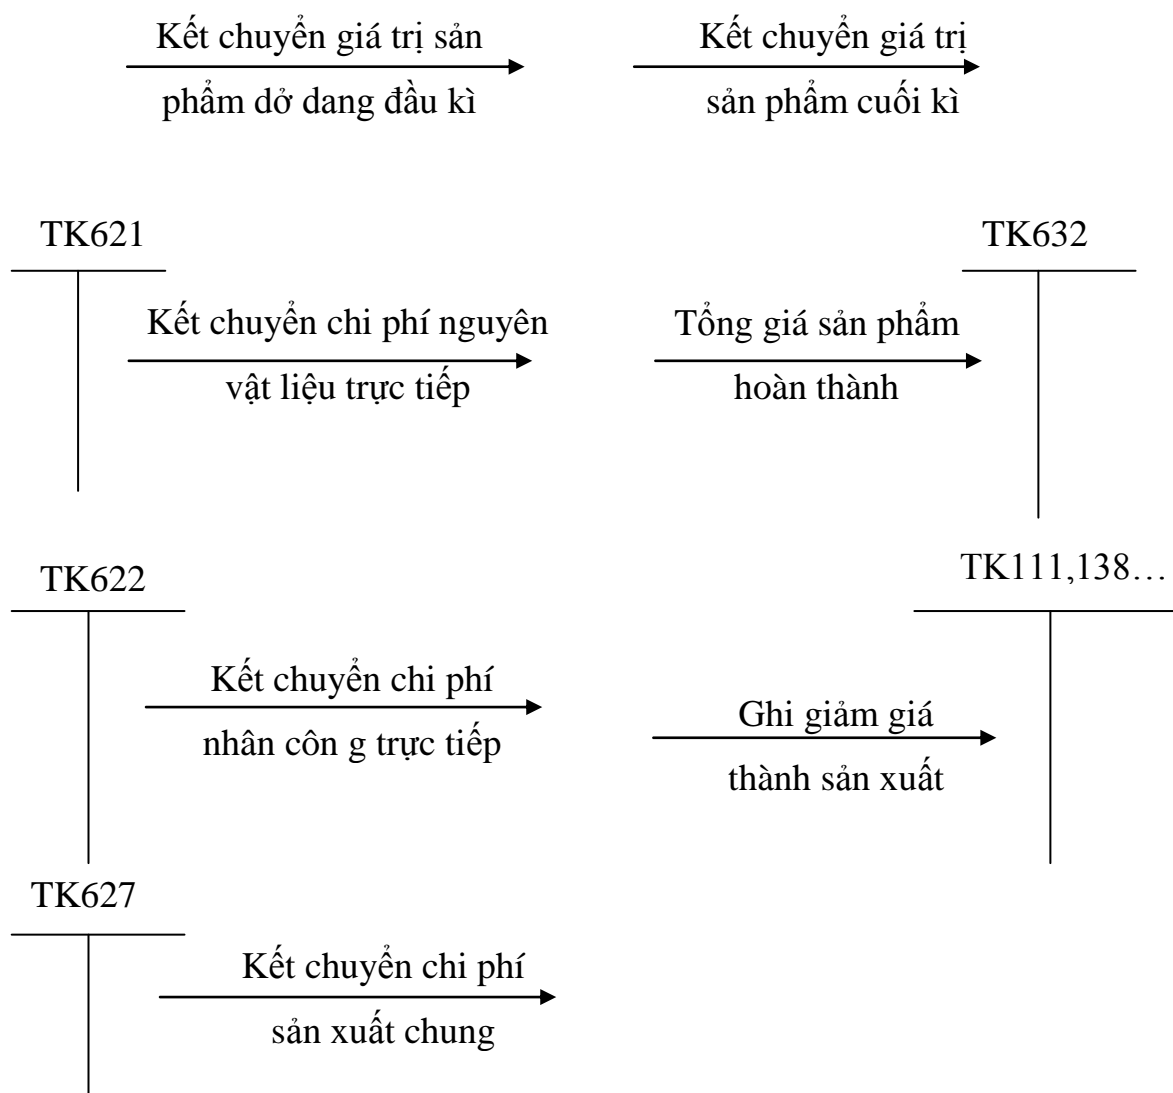 Kết chuyển giá trị sản
phẩm dở dang đầu kì
Kết chuyển giá trị
sản phẩm cuối kì
TK621
TK632
Kết chuyển chi phí nguyên
vật liệu trực tiếp
Tổng giá sản phẩm
hoàn thành
TK622
TK111,138…
Kết chuyển chi phí
nhân côn g trực tiếp
Ghi giảm giá
thành sản xuất
TK627
Kết chuyển chi phí
sản xuất chung